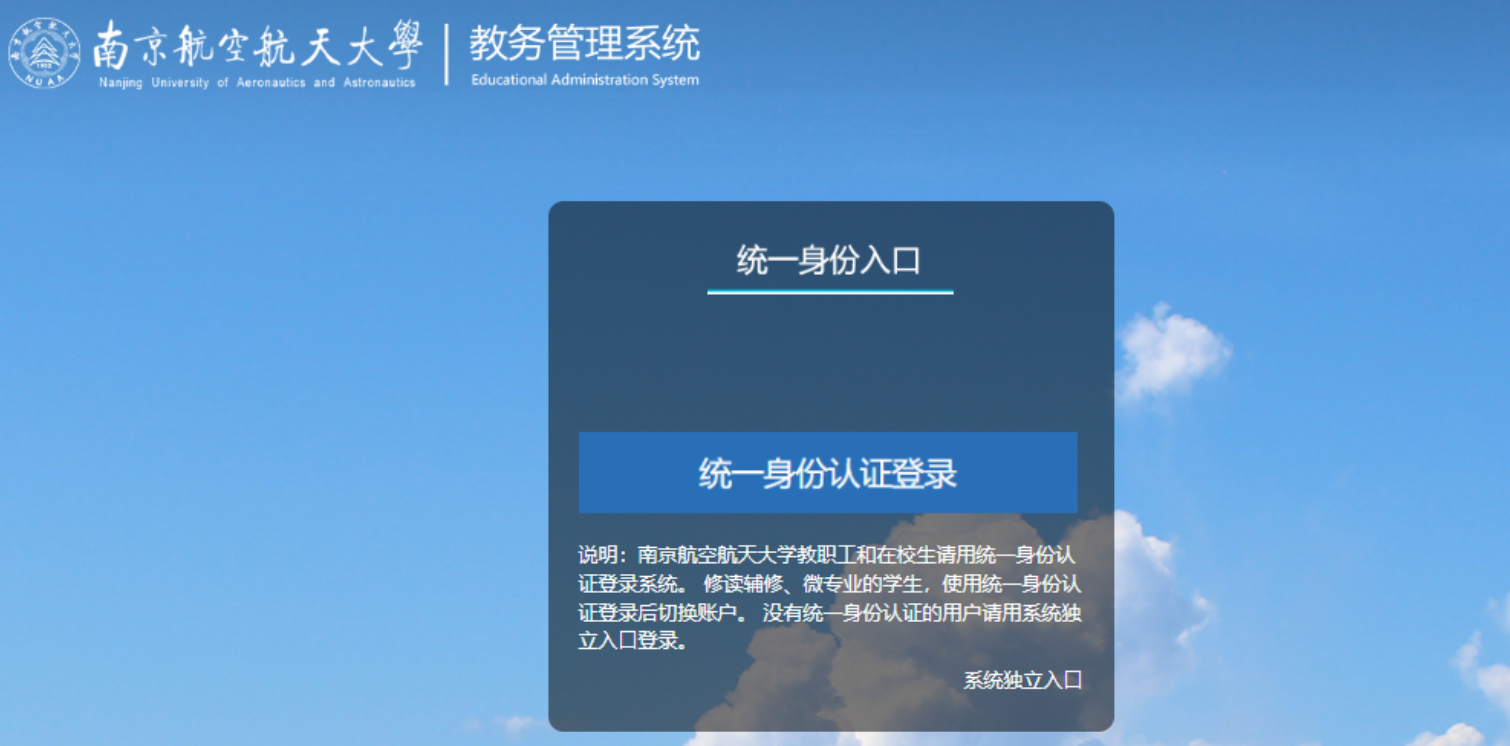 南京航空航天大學
Nanjing University of Aeronautics and Astronautics
教务管理系统
Educational Administration System
统一身份入口
统一身份认证登录
说明：南京航空航天大学教职工和在校生请用统一身份认
证登录系统。 修读辅修、微专业的学生，使用统一身份认
证登录后切换账户。 没有统一身份认证的用户请用系统独
立入口登录。
系统独立入口